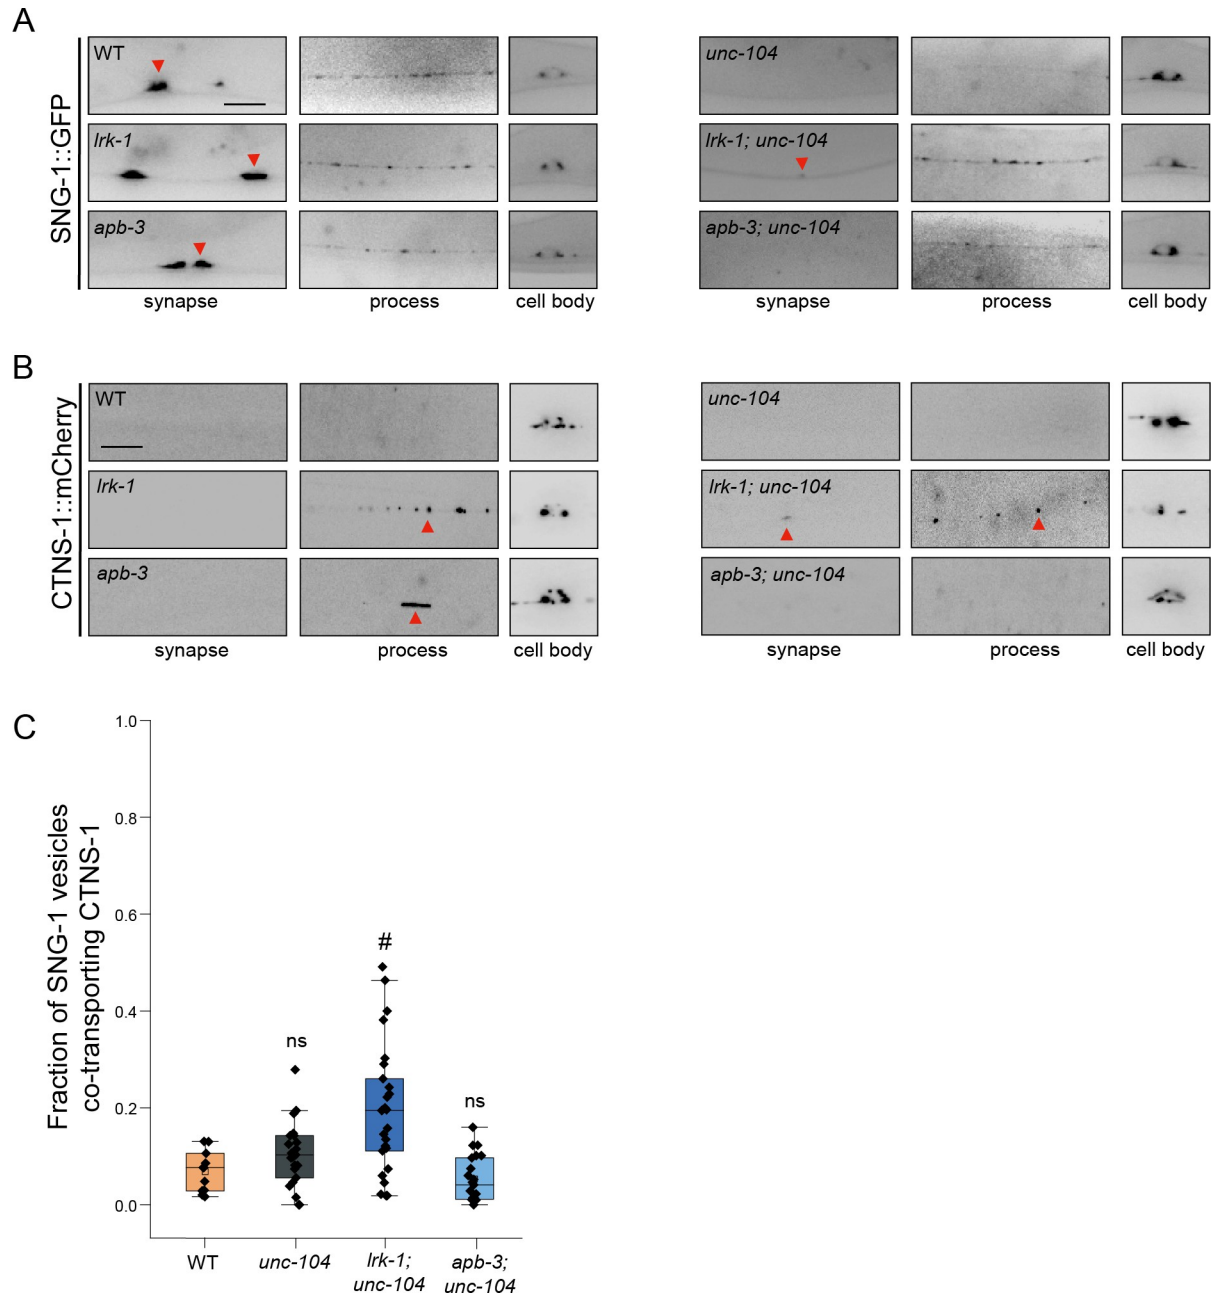 A
SNG-1::GFP
WT
lrk-1
apb-3
synapse
process
cell body
unc-104
lrk-1; unc-104
apb-3; unc-104
synapse
process
cell body
B
CTNS-1::mCherry
WT
lrk-1
apb-3
synapse
process
cell body
unc-104
lrk-1; unc-104
apb-3; unc-104
synapse
process
cell body
C
Fraction of SNG-1 vesicles
co-transporting CTNS-1
1.0
0.8
0.6
0.4
0.2
0.0
ns
#
ns
WT
unc-104
lrk-1;
unc-104
apb-3;
unc-104